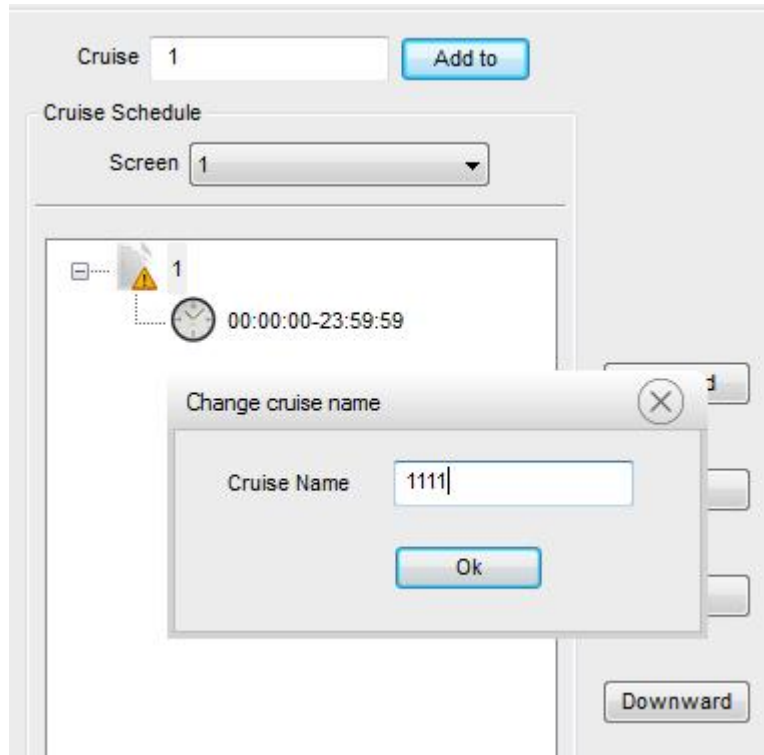 Cruise 1 Add to
Cruise Schedule
Screen 1
1
00:00:00-23:59:59
Change cruise name
Cruise Name 1111
Ok
Downward